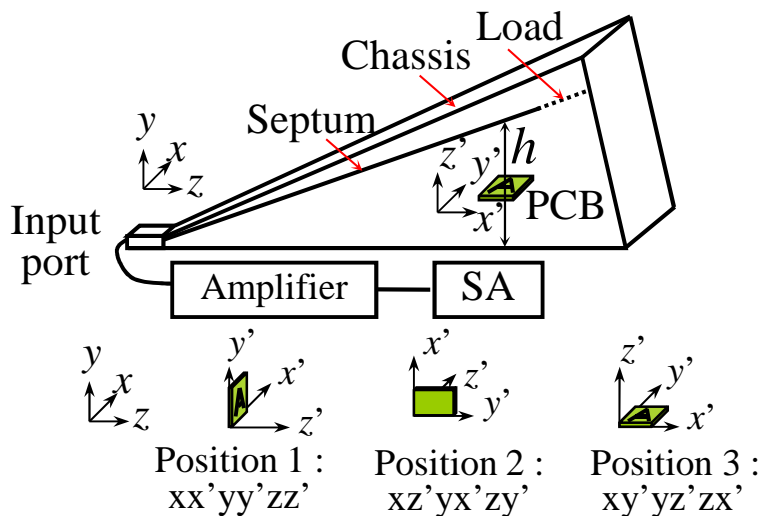 Load
Chassis
Septum
y
x
z
z’
y’
x’
h
A
PCB
Input
port
Amplifier
SA
y
x
z
y’
x’
z’
A
x’
z’
y’
z’
y’
x’
A
Position 1 :
xx’yy’zz’
Position 2 :
xz’yx’zy’
Position 3 :
xy’yz’zx’